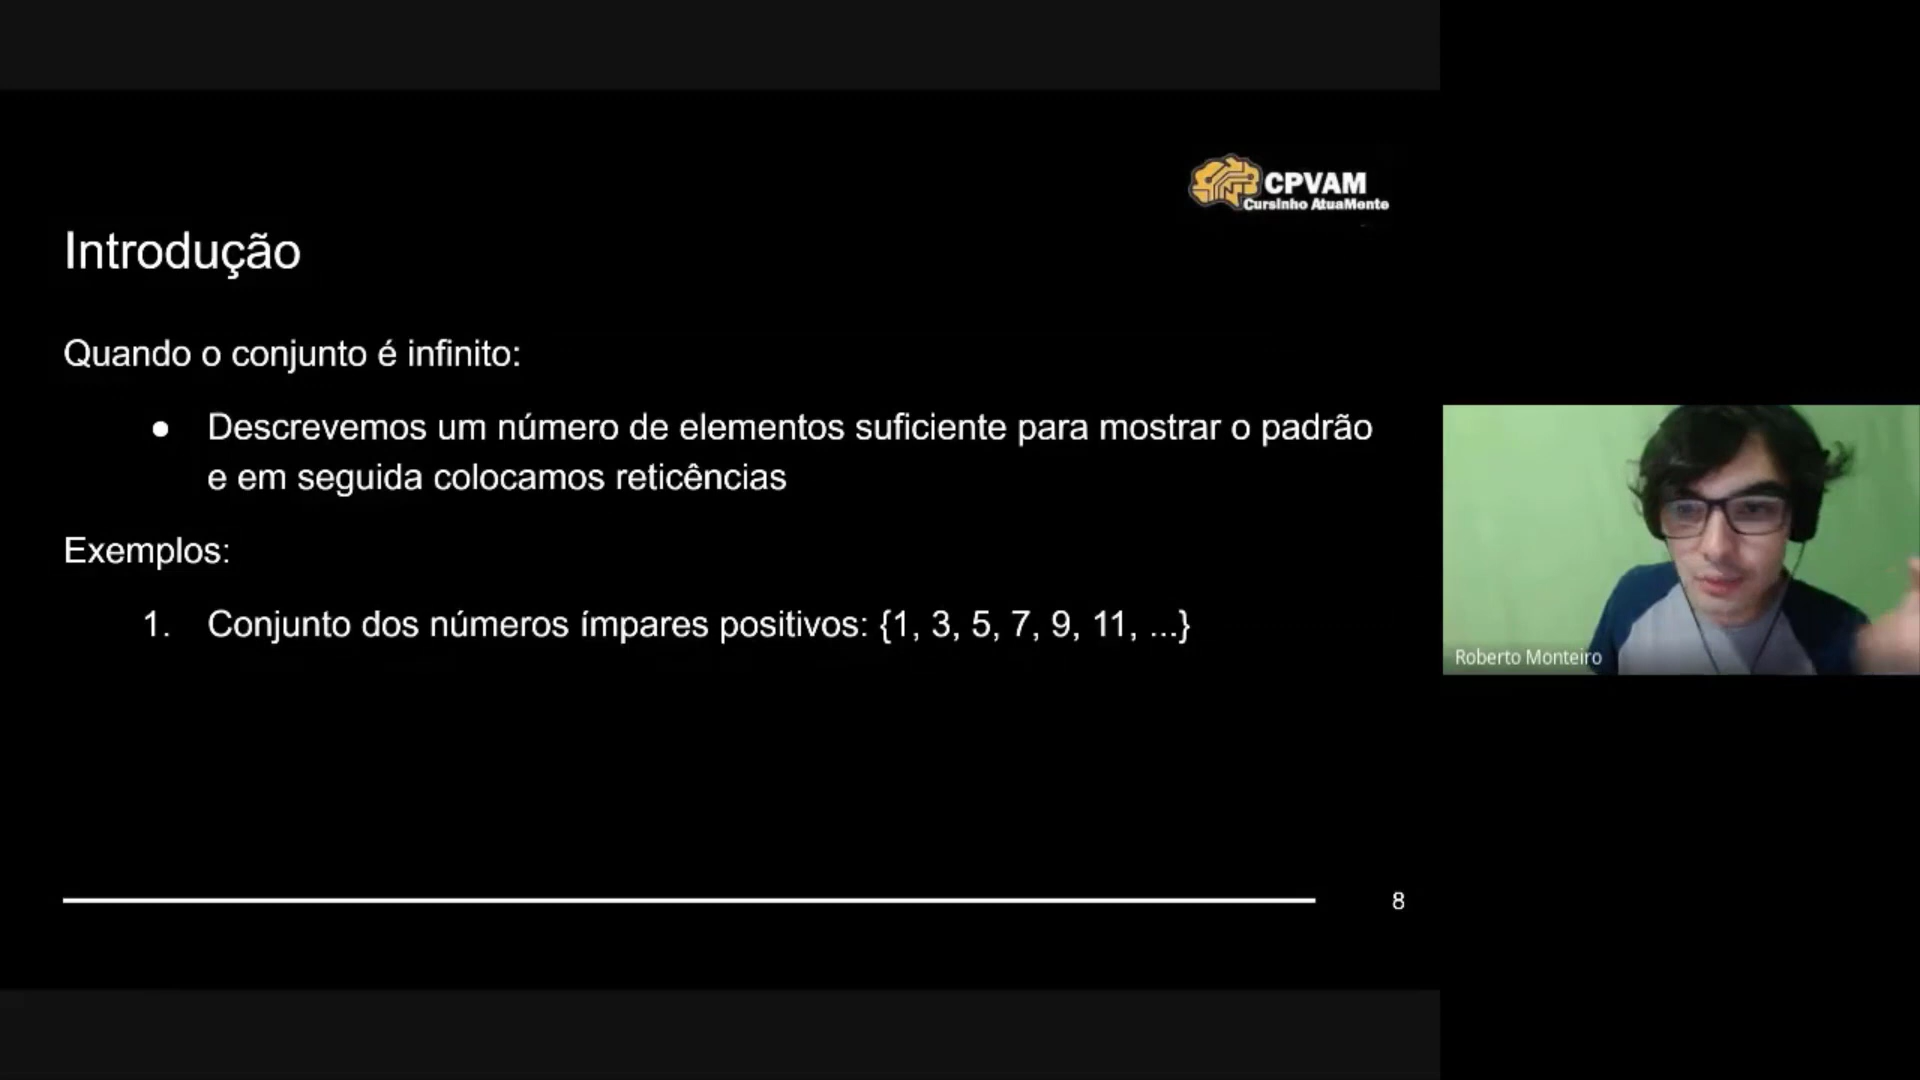 CPVAM
Cursinho AtuaMente
Introdução
Quando o conjunto é infinito:
● Descrevemos um número de elementos suficiente para mostrar o padrão
e em seguida colocamos reticências
Exemplos:
1. Conjunto dos números ímpares positivos: {1, 3, 5, 7, 9, 11, ...}
Roberto Monteiro
8